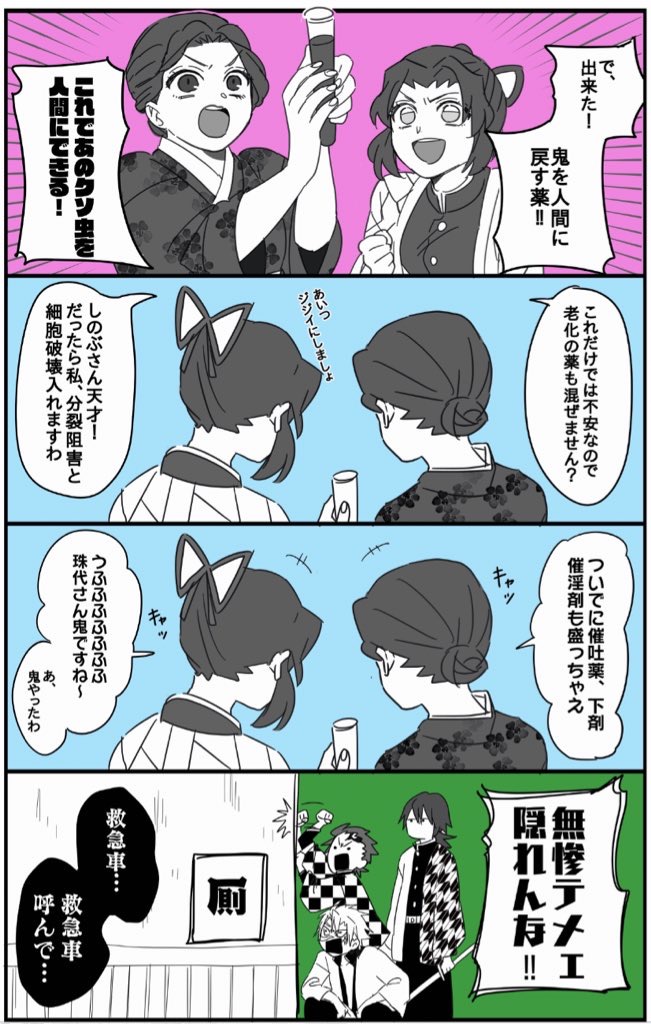 で、
出来た！
鬼を人間に
戻す薬!!
これであのクソ虫を
人間にできる！
これだけでは不安なので
老化の薬も混ぜません？
あいつ
ジジイにしましょ
しのぶさん天才！
だったら私、分裂阻害と
細胞破壊入れますわ
ついでに催吐薬、下剤
催淫剤も盛っちゃえ
キャッ
キャッ
うふふふふふふふ
珠代さん鬼ですね〜
あ、
鬼やったわ
無惨テメェ
隠れんな!!
厠
救急車…
救急車
呼んで…